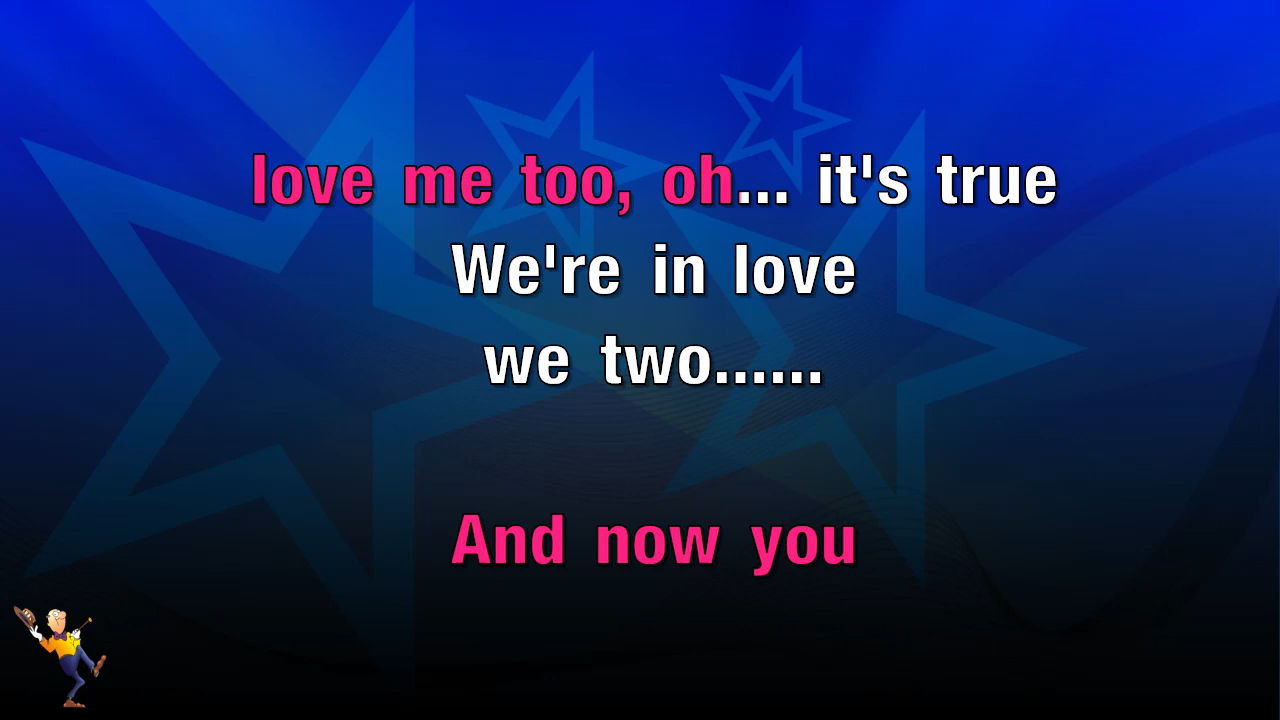 love me too, oh... it's true
We're in love
we two......
And now you